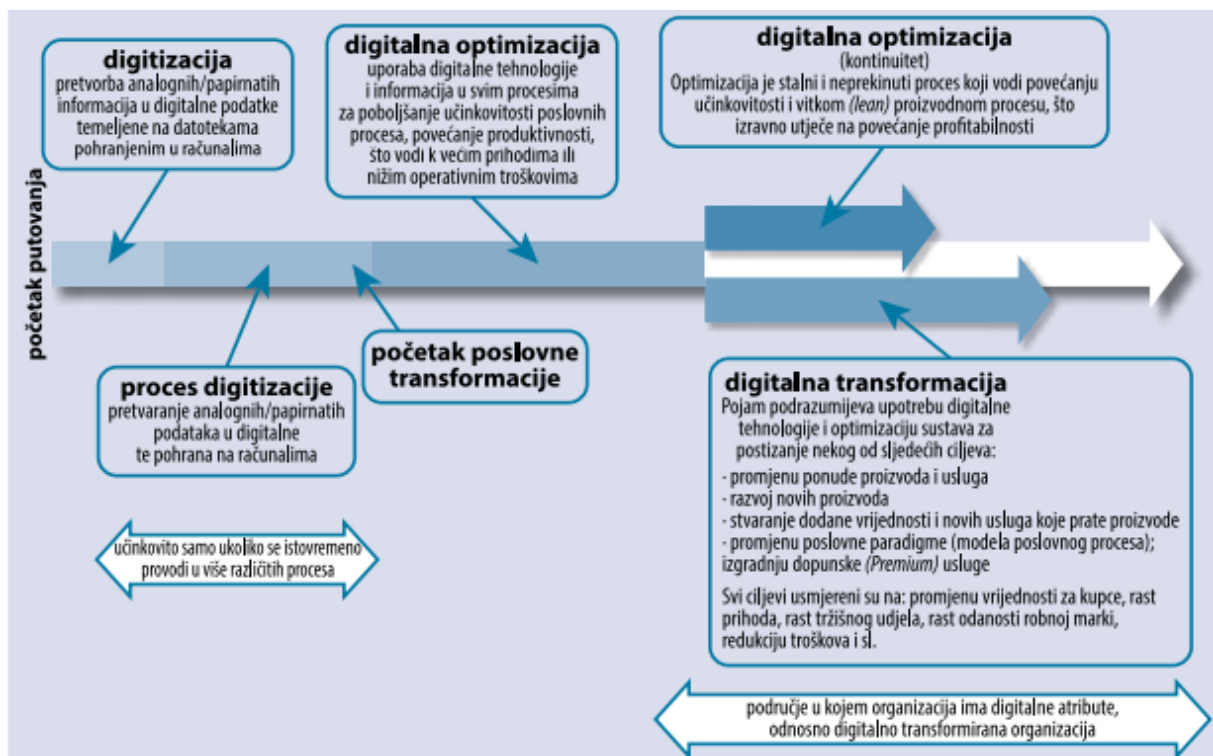 digitizacija
pretvorba analognih/papirnatih
informacija u digitalne podatke
temeljene na datotekama
pohranjenim u računalima
digitalna optimizacija
uporaba digitalne tehnologije
i informacija u svim procesima
za poboljšanje učinkovitosti poslovnih
procesa, povećanje produktivnosti,
što vodi k većim prihodima ili
nižim operativnim troškovima
digitalna optimizacija
(kontinuitet)
Optimizacija je stalni i neprekinuti proces koji vodi povećanju
učinkovitosti i vitkom (lean) proizvodnom procesu, što
izravno utječe na povećanje profitabilnosti
početak putovanja
proces digitizacije
pretvaranje analognih/papirnatih
podataka u digitalne
te pohrana na računalima
početak poslovne
transformacije
digitalna transformacija
Pojam podrazumijeva upotrebu digitalne
tehnologije i optimizaciju sustava za
postizanje nekog od sljedećih ciljeva:
- promjenu ponude proizvoda i usluga
- razvoj novih proizvoda
- stvaranje dodane vrijednosti i novih usluga koje prate proizvode
- promjenu poslovne paradigme (modela poslovnog procesa);
izgradnju dopunske (Premium) usluge
Svi ciljevi usmjereni su na: promjenu vrijednosti za kupce, rast
prihoda, rast tržišnog udjela, rast odanosti robnoj marki,
redukciju troškova i sl.
učinkovito samo ukoliko se istovremeno
provodi u više različitih procesa
područje u kojem organizacija ima digitalne atribute,
odnosno digitalno transformirana organizacija